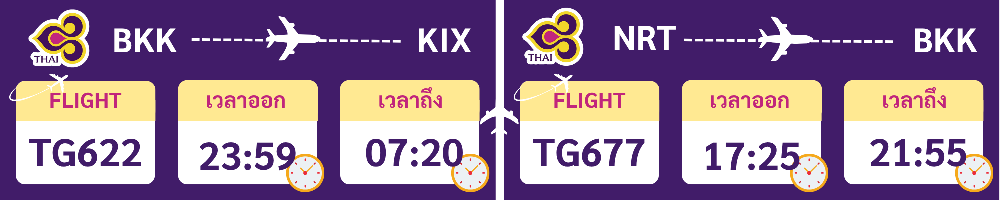 THAI
BKK KIX
FLIGHT เวลาออก เวลาถึง
TG622 23:59 07:20
THAI
NRT BKK
FLIGHT เวลาออก เวลาถึง
TG677 17:25 21:55